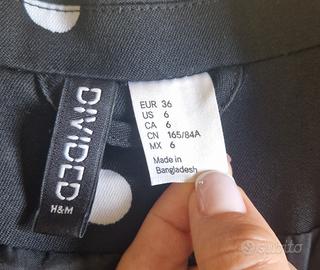 DIVIDED
H&M
EUR 36
US 6
CA 6
CN 165/84A
MX 6
Made in
Bangladesh
subito